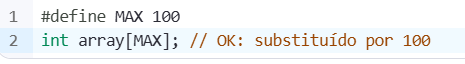 1 #define MAX 100
2 int array[MAX]; // OK: substituído por 100